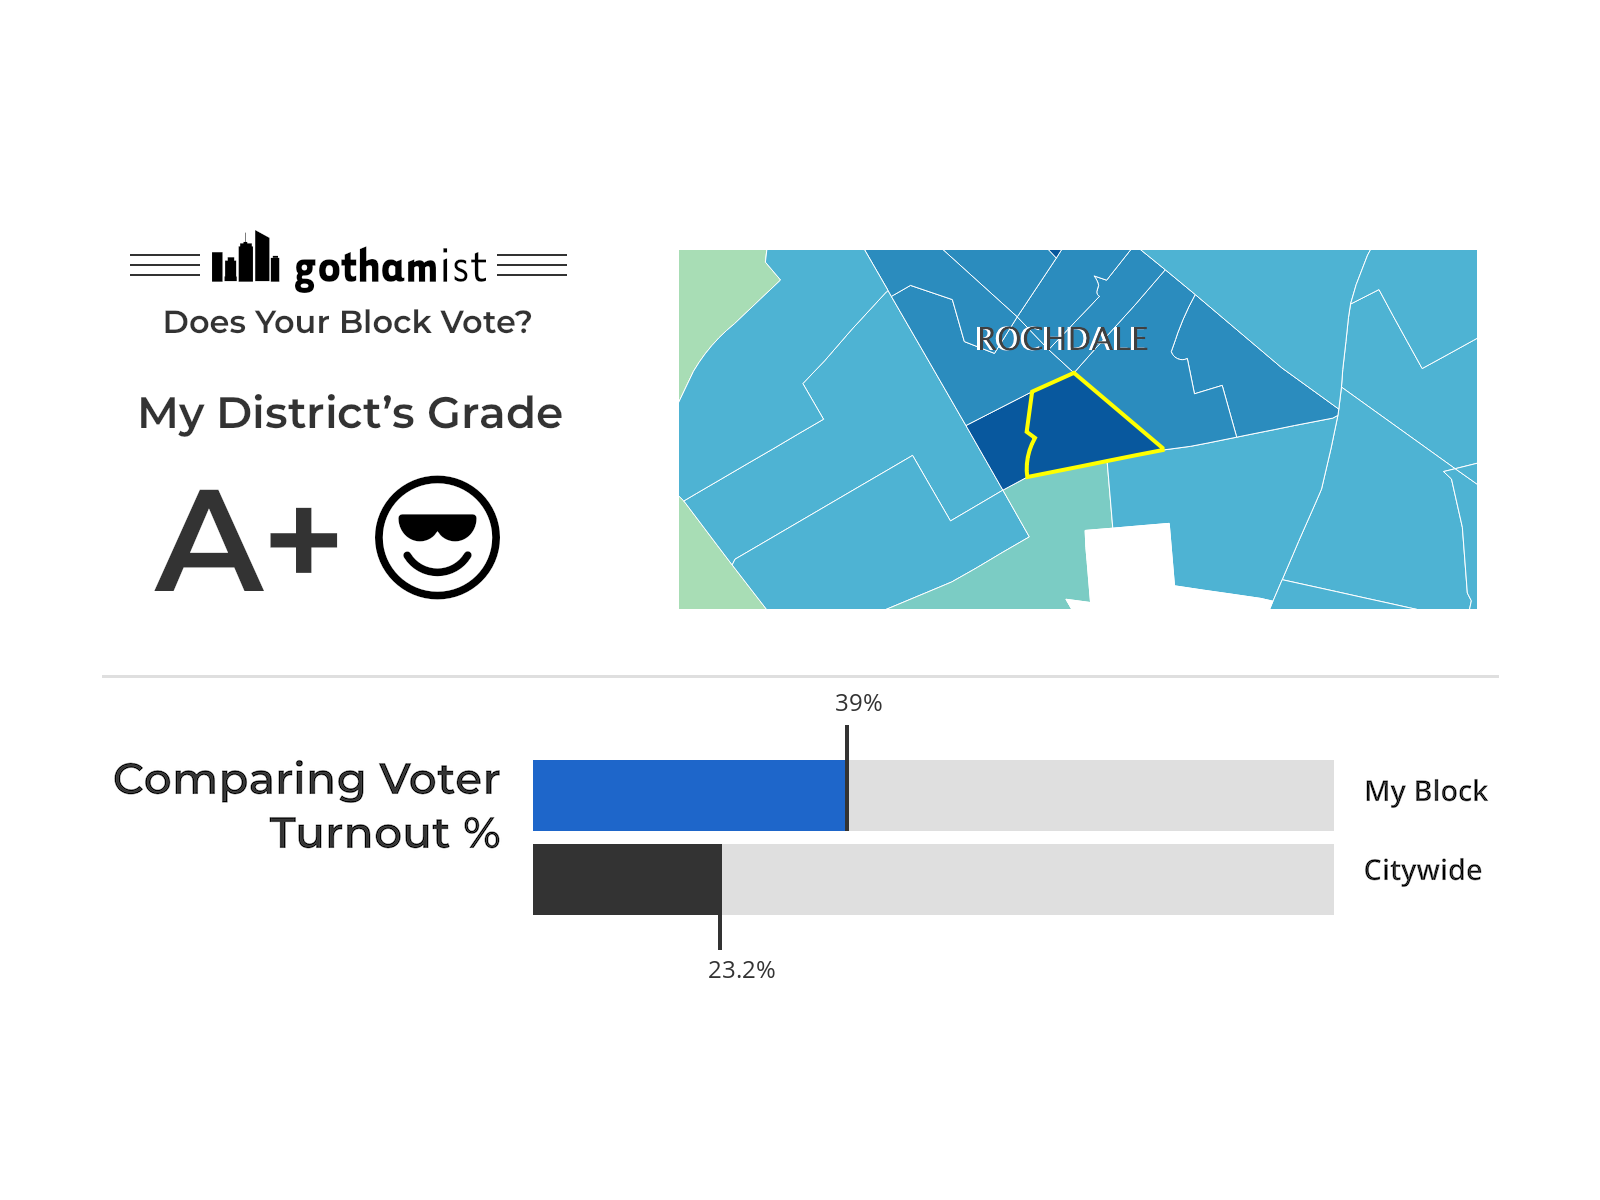 gothamist
Does Your Block Vote?
My District’s Grade
A+
ROCHDALE
39%
Comparing Voter
Turnout %
My Block
Citywide
23.2%